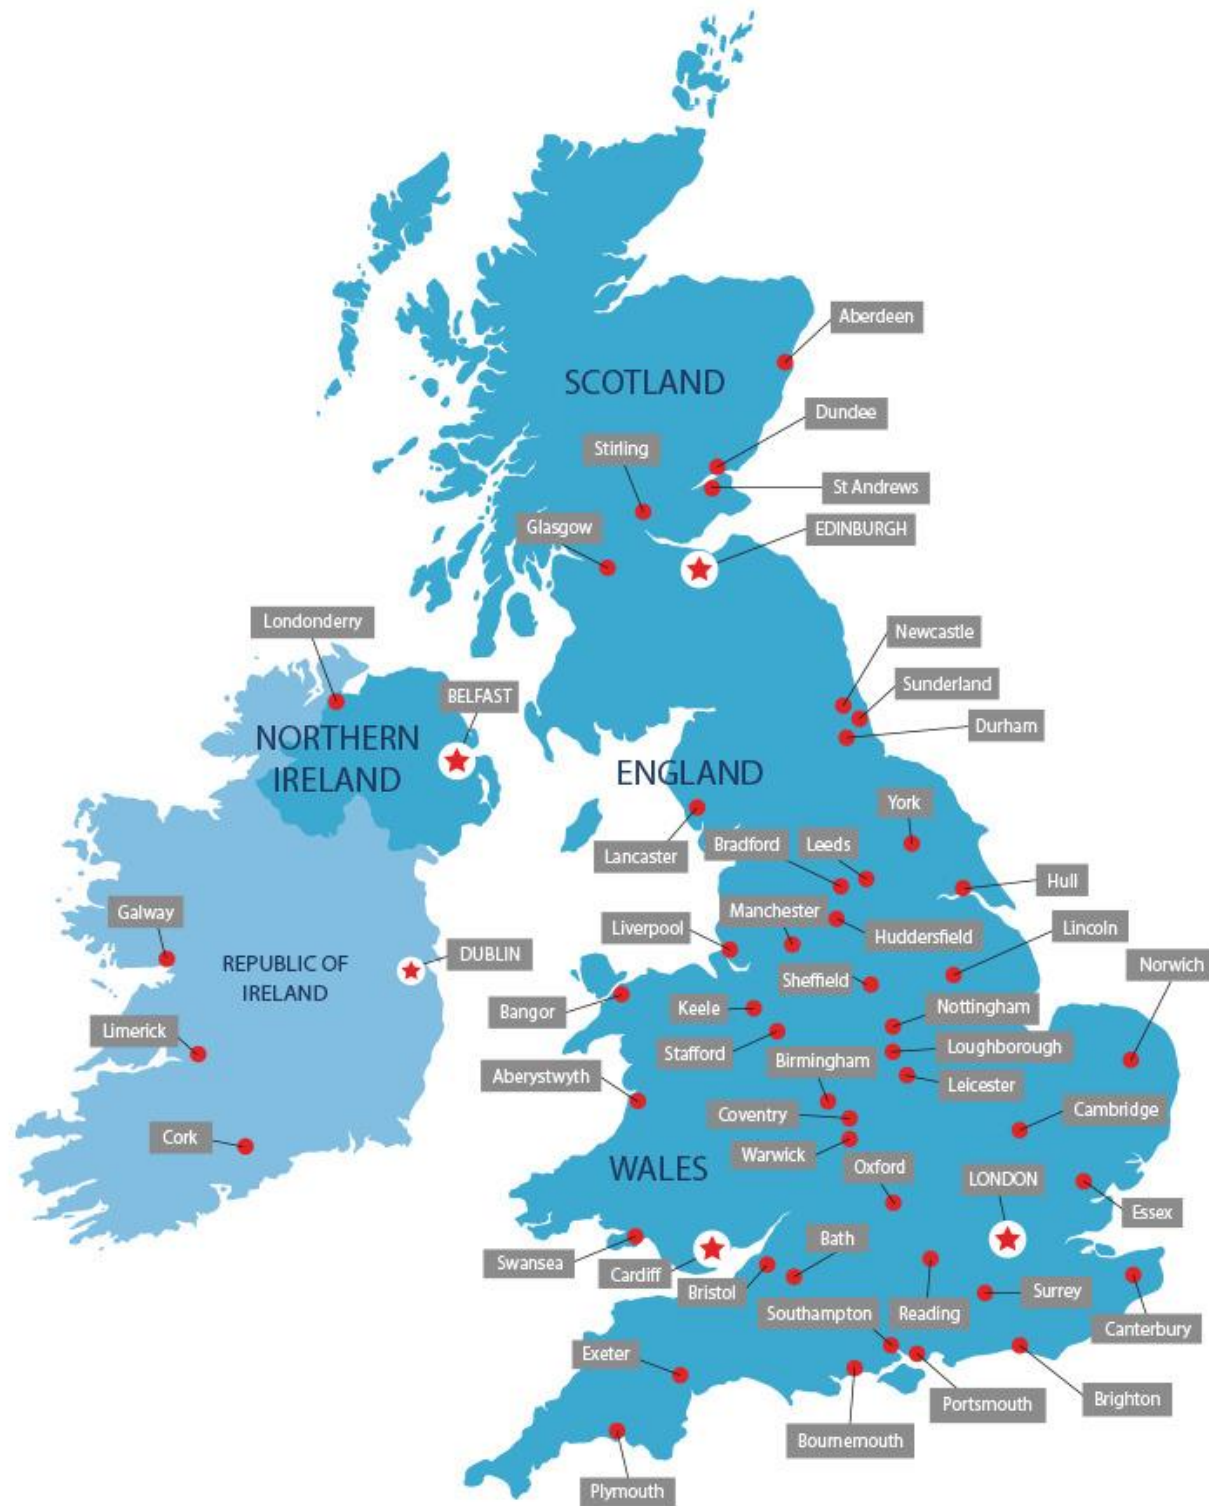 Aberdeen
SCOTLAND
Dundee
Stirling
St Andrews
Glasgow
EDINBURGH
Londonderry
Newcastle
BELFAST
Sunderland
Durham
NORTHERN
IRELAND
ENGLAND
York
Lancaster
Bradford
Leeds
Hull
Galway
Manchester
Liverpool
Huddersfield
Lincoln
REPUBLIC OF
IRELAND
DUBLIN
Norwich
Sheffield
Bangor
Keele
Nottingham
Limerick
Stafford
Loughborough
Birmingham
Aberystwyth
Leicester
Coventry
Cambridge
Cork
Warwick
Oxford
WALES
LONDON
Essex
Swansea
Cardiff
Bath
Bristol
Surrey
Southampton
Reading
Canterbury
Exeter
Portsmouth
Brighton
Bournemouth
Plymouth